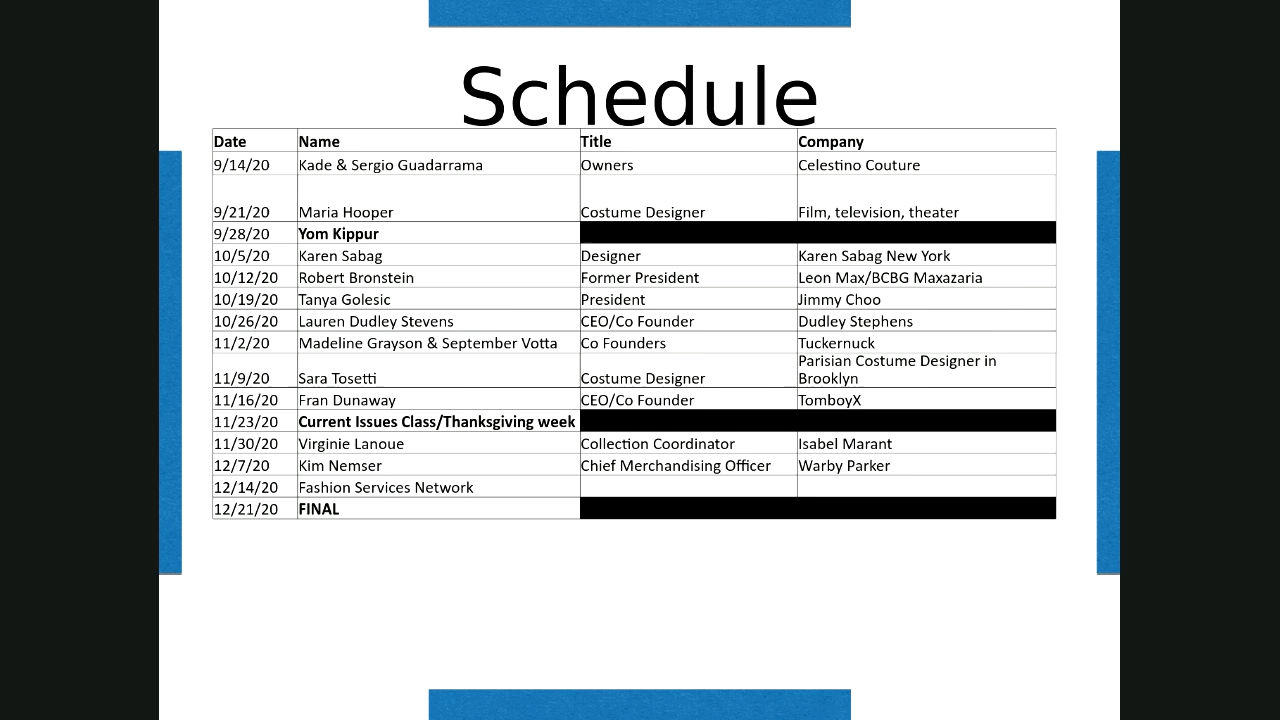 Schedule
Date Name Title Company
9/14/20 Kade & Sergio Guadarrama Owners Celestino Couture
9/21/20 Maria Hooper Costume Designer Film, television, theater
9/28/20 Yom Kippur
10/5/20 Karen Sabag Designer Karen Sabag New York
10/12/20 Robert Bronstein Former President Leon Max/BCBG Maxazaria
10/19/20 Tanya Golesic President Jimmy Choo
10/26/20 Lauren Dudley Stevens CEO/Co Founder Dudley Stephens
11/2/20 Madeline Grayson & September Votta Co Founders Tuckernuck
11/9/20 Sara Tosetti Costume Designer Parisian Costume Designer in
Brooklyn
11/16/20 Fran Dunaway CEO/Co Founder TomboyX
11/23/20 Current Issues Class/Thanksgiving week
11/30/20 Virginie Lanoue Collection Coordinator Isabel Marant
12/7/20 Kim Nemser Chief Merchandising Officer Warby Parker
12/14/20 Fashion Services Network
12/21/20 FINAL